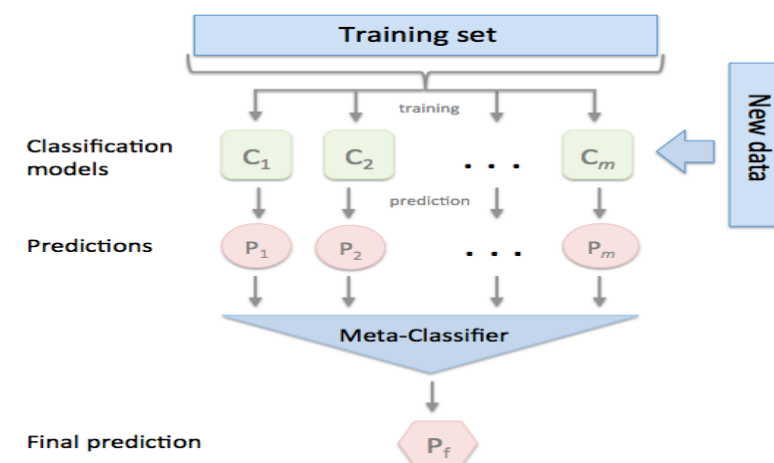 Training set
training
New data
Classification
models
C1
C2
. . .
Cm
prediction
Predictions
P1
P2
. . .
Pm
Meta-Classifier
Final prediction
Pf